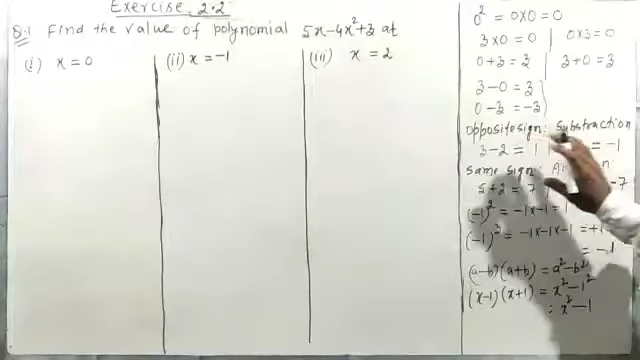 Exercise 2.2
Q.1 Find the value of polynomial 5x-4x²+3 at
(i) x=0
(ii) x=-1
(iii) x=2
0² = 0×0=0
3×0=0 | 0×3=0
0+3=3 | 3+0=3
3-0=3
0-3=-3
opposite sign: Substraction
3-2=1 = -1
Same sign:
5+2=7 -7
(-1)² = -1×-1=1
(-1)³ = -1×-1×-1 =+1
= -1
(a-b)(a+b)=a²-b²
(x-1)(x+1)=x²-1²
= x²-1